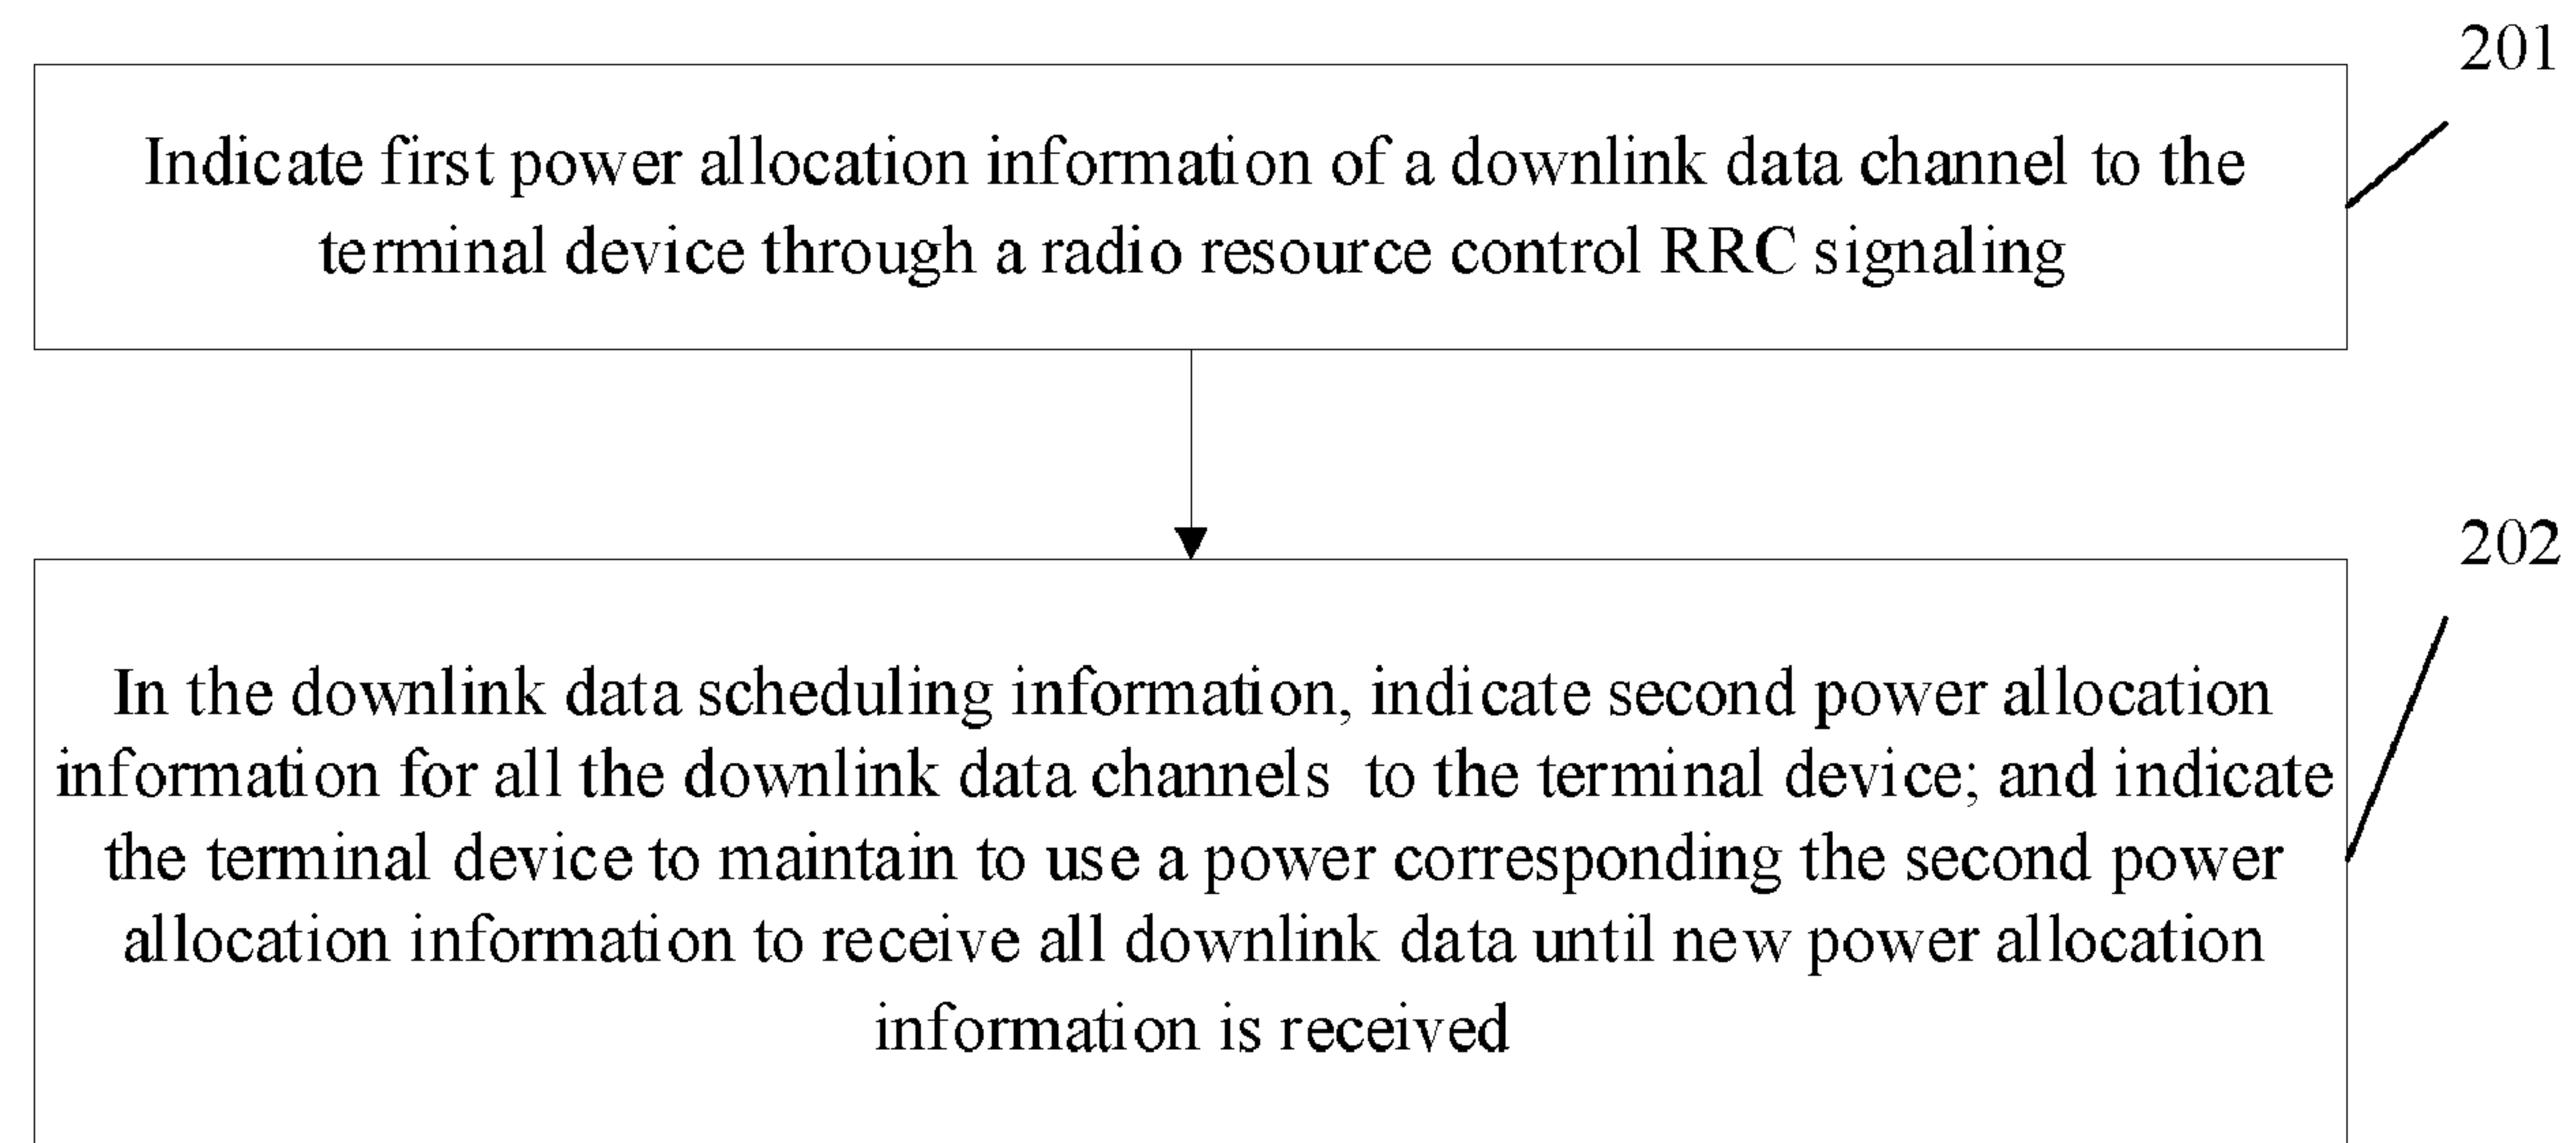 201
Indicate first power allocation information of a downlink data channel to the
terminal device through a radio resource control RRC signaling
202
In the downlink data scheduling information, indicate second power allocation
information for all the downlink data channels to the terminal device; and indicate
the terminal device to maintain to use a power corresponding the second power
allocation information to receive all downlink data until new power allocation
information is received